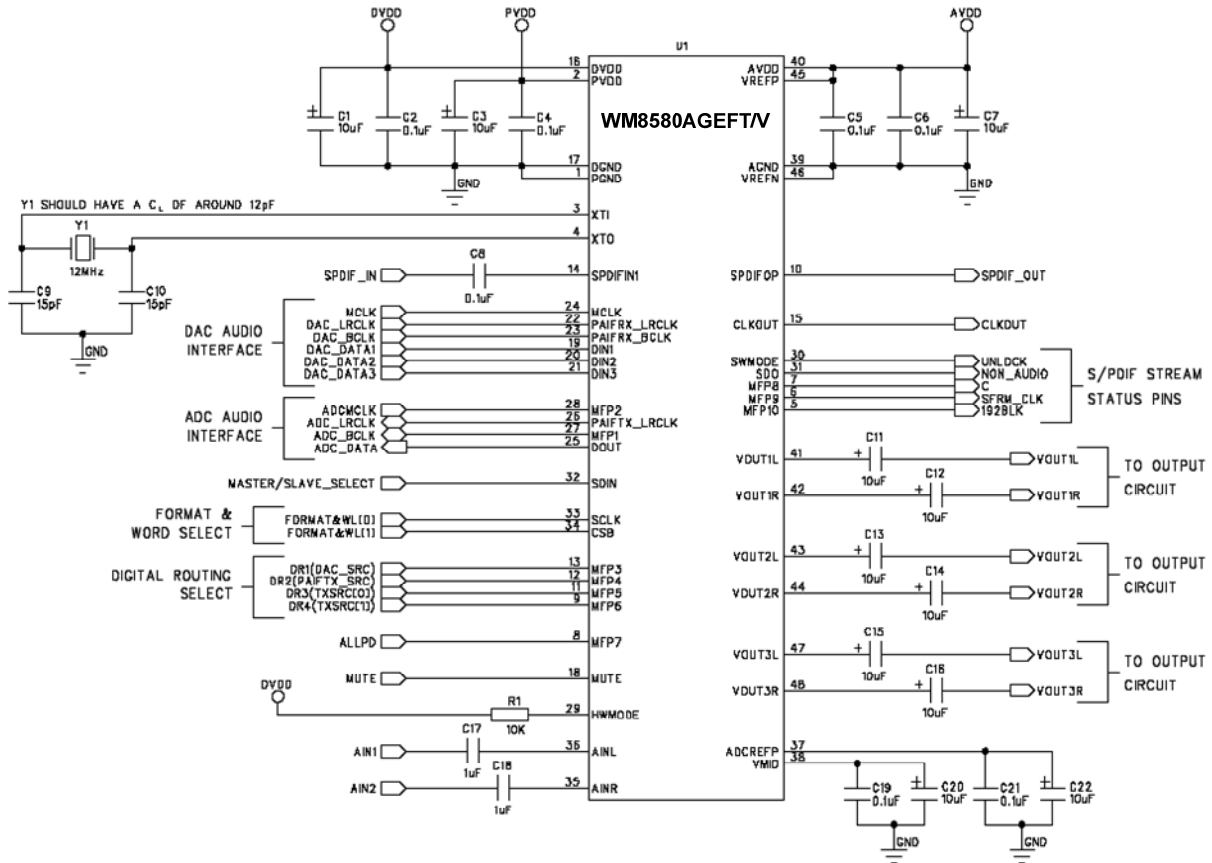 DVDD PVDD AVDD
U1
16 DVDD AVDD 40
2 PVDD VREFP 45
WM8580AGEFT/V
C1 10uF C2 0.1uF C3 10uF C4 0.1uF
C5 0.1uF C6 0.1uF C7 10uF
17 DGND AGND 39
1 PGND VREFN 46
GND GND
Y1 SHOULD HAVE A CL OF AROUND 12pF
3 XTI
Y1
12MHz
4 XTO
C9 15pF C10 15pF
GND
SPDIF_IN C8 0.1uF 14 SPDIFIN1
SPDIFOP 10 SPDIF_OUT
DAC AUDIO INTERFACE
MCLK 24 MCLK
DAC_LRCLK 22 PAIFRX_LRCLK
DAC_BCLK 23 PAIFRX_BCLK
DAC_DATA1 19 DIN1
DAC_DATA2 20 DIN2
DAC_DATA3 21 DIN3
CLKOUT 15 CLKOUT
SWMODE 30 UNLOCK
SDO 31 NON_AUDIO
MFP8 7 C
MFP9 6 SFRM_CLK
MFP10 5 192BLK
S/PDIF STREAM
STATUS PINS
ADC AUDIO INTERFACE
ADCMCLK 28 MFP2
ADC_LRCLK 26 PAIFTX_LRCLK
ADC_BCLK 27 MFP1
ADC_DATA 25 DOUT
MASTER/SLAVE_SELECT 32 SDIN
FORMAT &
WORD SELECT
FORMAT&WL[0] 33 SCLK
FORMAT&WL[1] 34 CSB
DIGITAL ROUTING
SELECT
DR1(DAC_SRC) 13 MFP3
DR2(PAIFTX_SRC) 12 MFP4
DR3(TXSRC[0]) 11 MFP5
DR4(TXSRC[1]) 9 MFP6
ALLPD 8 MFP7
MUTE 18 MUTE
DVDD R1 10K 29 HWMODE
AIN1 C17 1uF 36 AINL
AIN2 C18 1uF 35 AINR
VOUT1L 41 C11 10uF VOUT1L
VOUT1R 42 C12 10uF VOUT1R
TO OUTPUT
CIRCUIT
VOUT2L 43 C13 10uF VOUT2L
VOUT2R 44 C14 10uF VOUT2R
TO OUTPUT
CIRCUIT
VOUT3L 47 C15 10uF VOUT3L
VOUT3R 48 C16 10uF VOUT3R
TO OUTPUT
CIRCUIT
ADCREFP 37
VMID 38
C19 0.1uF C20 10uF C21 0.1uF C22 10uF
GND GND